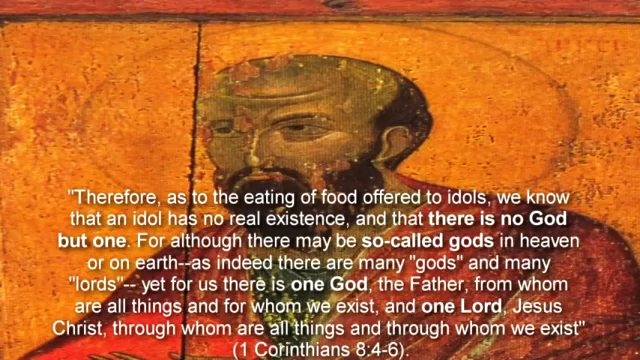 "Therefore, as to the eating of food offered to idols, we know
that an idol has no real existence, and that there is no God
but one. For although there may be so-called gods in heaven
or on earth--as indeed there are many "gods" and many
"lords"-- yet for us there is one God, the Father, from whom
are all things and for whom we exist, and one Lord, Jesus
Christ, through whom are all things and through whom we exist"
(1 Corinthians 8:4-6).